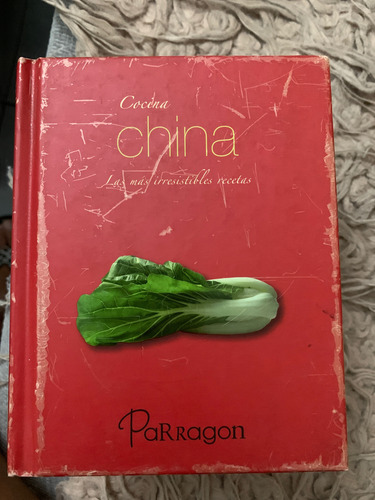 Cocina
china
Las más irresistibles recetas
PaRRagon